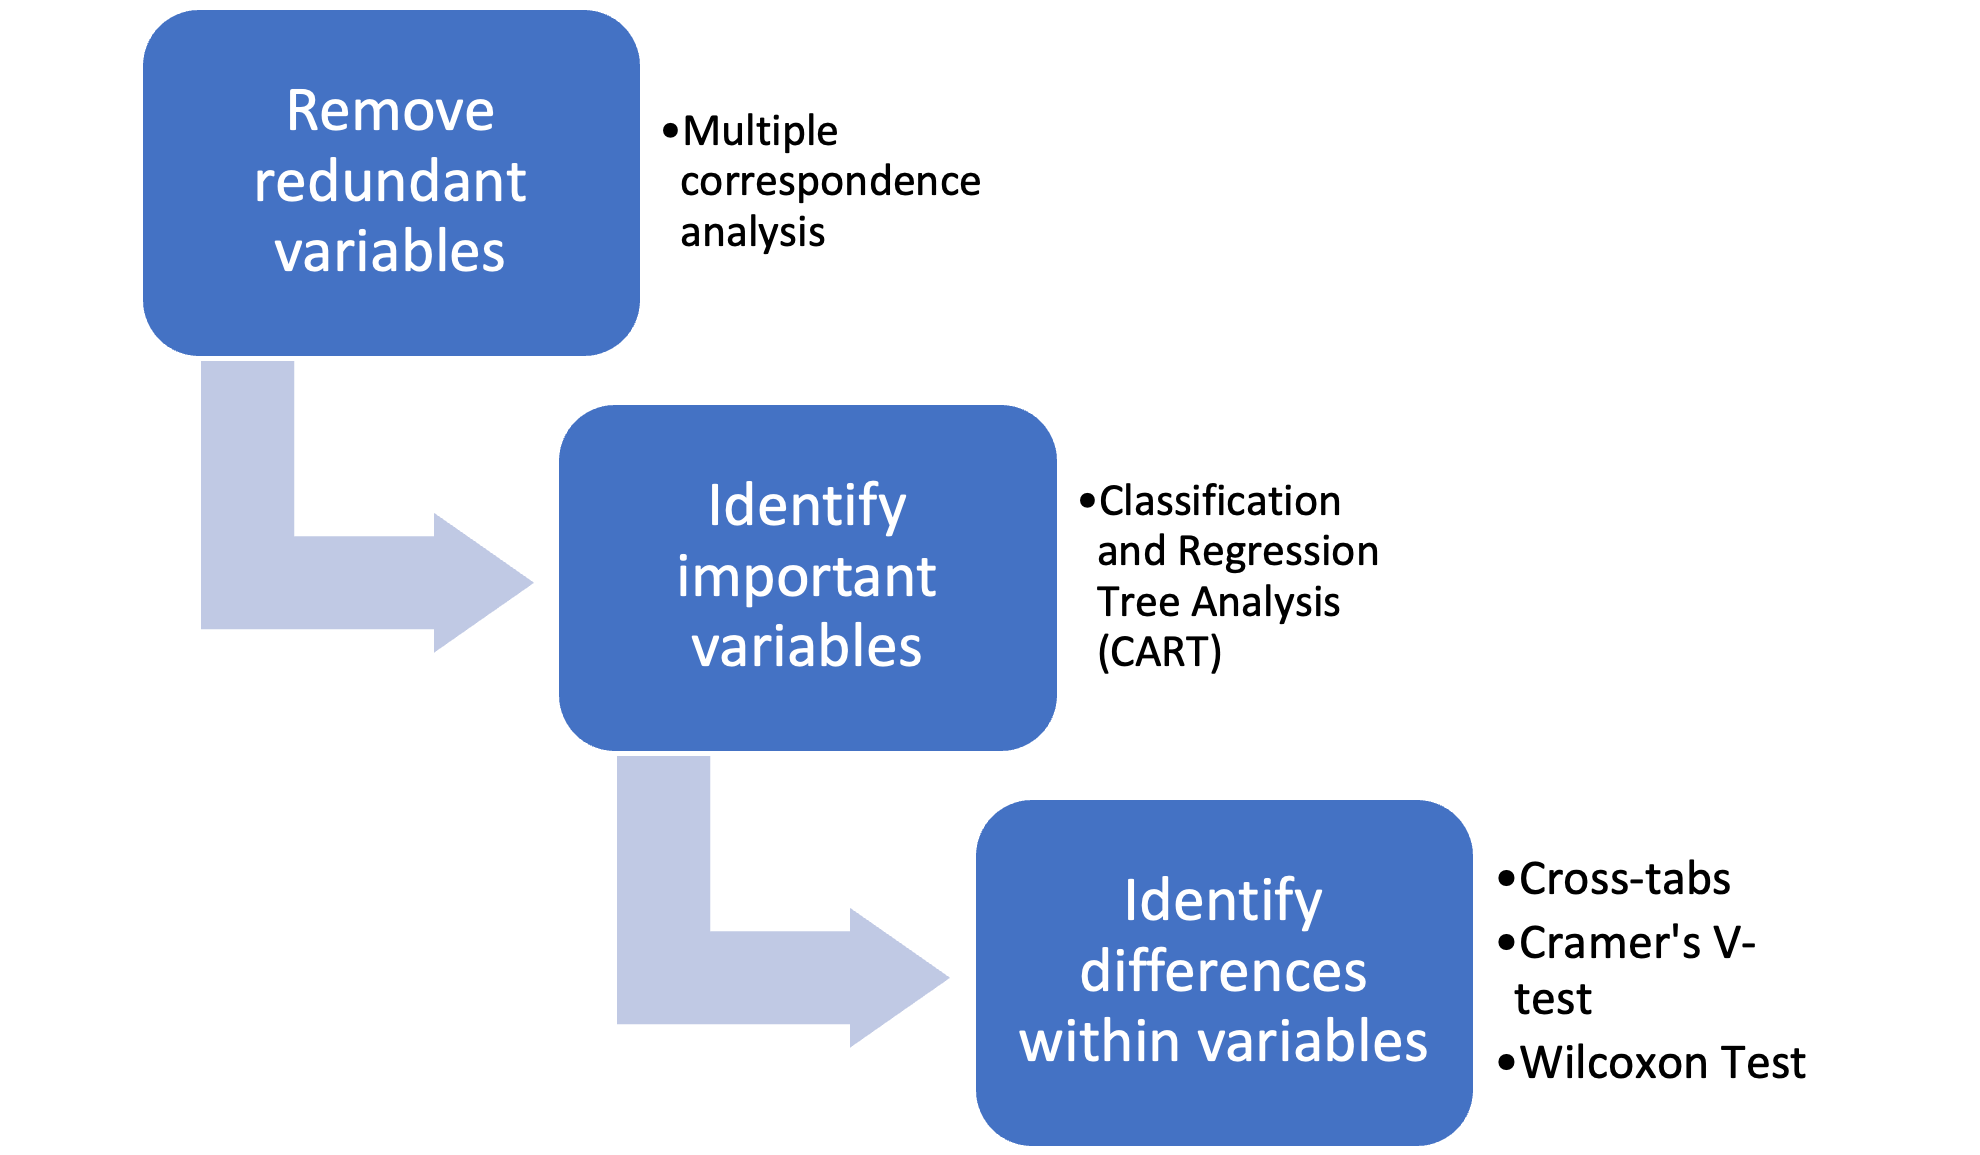 Remove
redundant
variables
•Multiple
correspondence
analysis
Identify
important
variables
•Classification
and Regression
Tree Analysis
(CART)
Identify
differences
within variables
•Cross-tabs
•Cramer's V-
test
•Wilcoxon Test